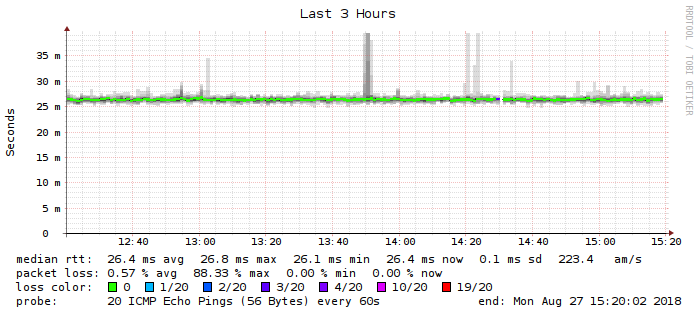 Last 3 Hours
RRDTOOL / TOBI OETIKER
Seconds
35 m
30 m
25 m
20 m
15 m
10 m
5 m
0
12:40 13:00 13:20 13:40 14:00 14:20 14:40 15:00 15:20
median rtt: 26.4 ms avg 26.8 ms max 26.1 ms min 26.4 ms now 0.1 ms sd 223.4 am/s
packet loss: 0.57 % avg 88.33 % max 0.00 % min 0.00 % now
loss color: 0 1/20 2/20 3/20 4/20 10/20 19/20
probe: 20 ICMP Echo Pings (56 Bytes) every 60s end: Mon Aug 27 15:20:02 2018